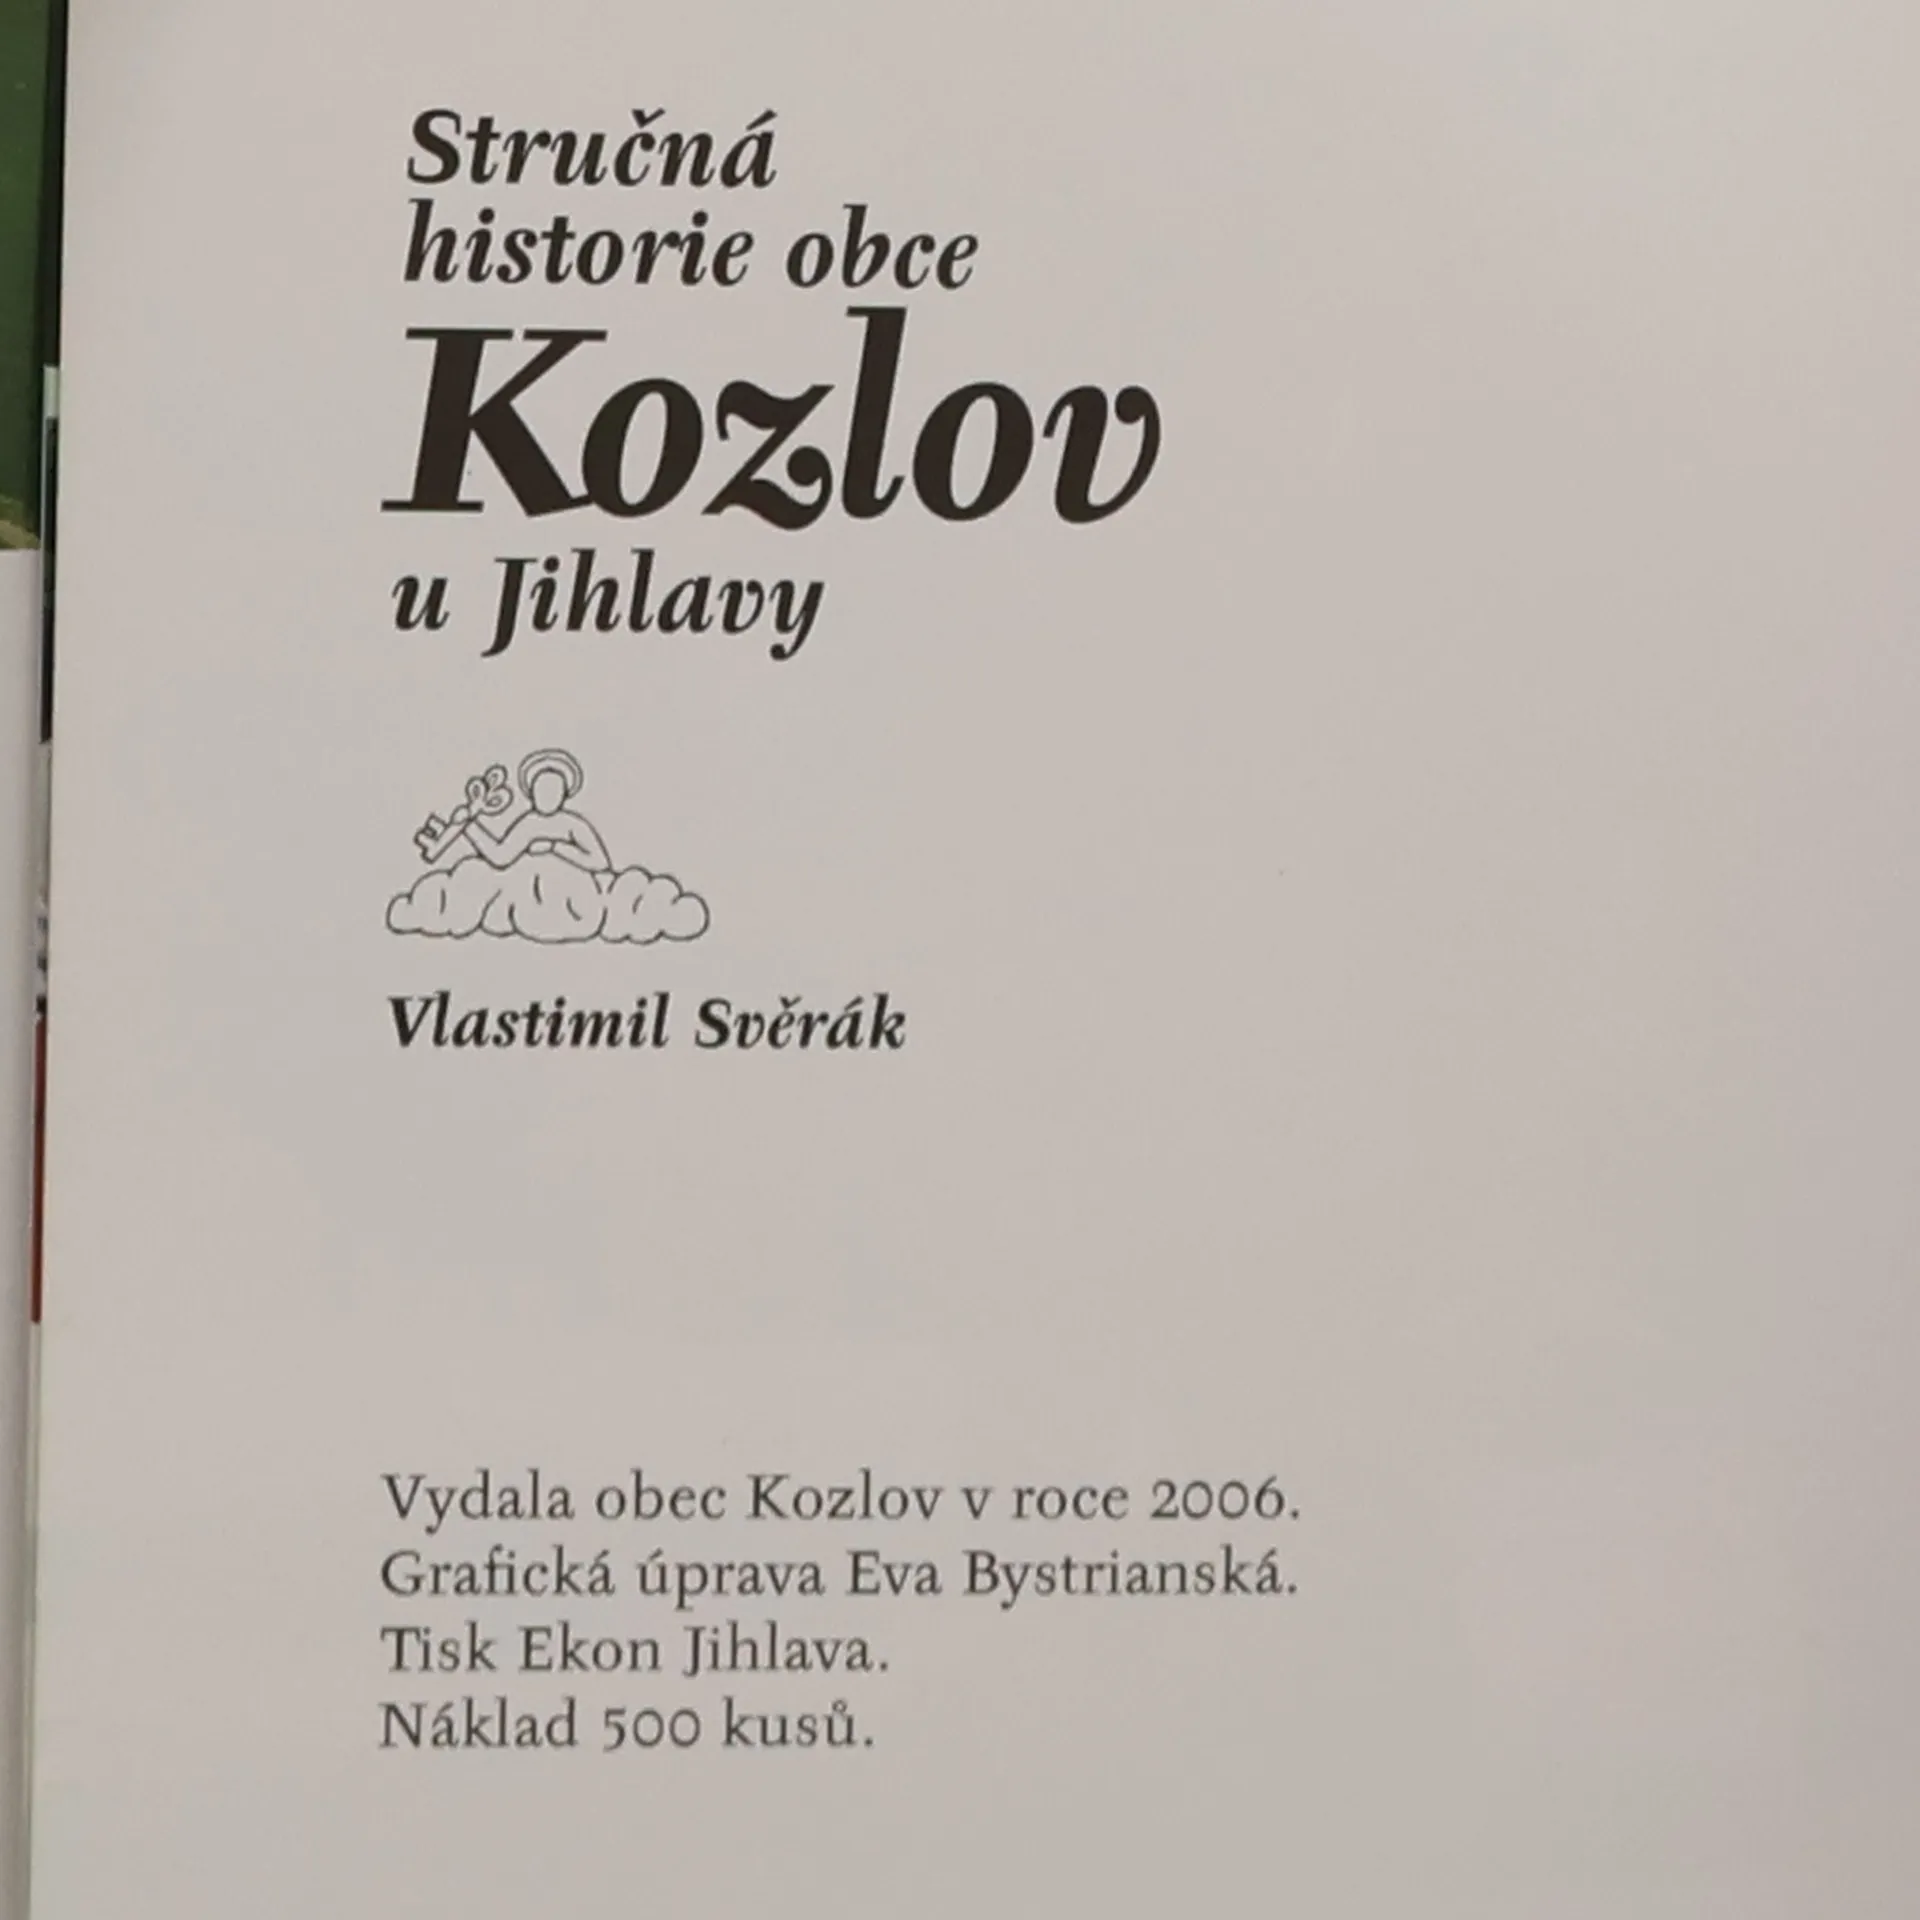 Stručná
historie obce
Kozlov
u Jihlavy
Vlastimil Svěrák
Vydala obec Kozlov v roce 2006.
Grafická úprava Eva Bystrianská.
Tisk Ekon Jihlava.
Náklad 500 kusů.